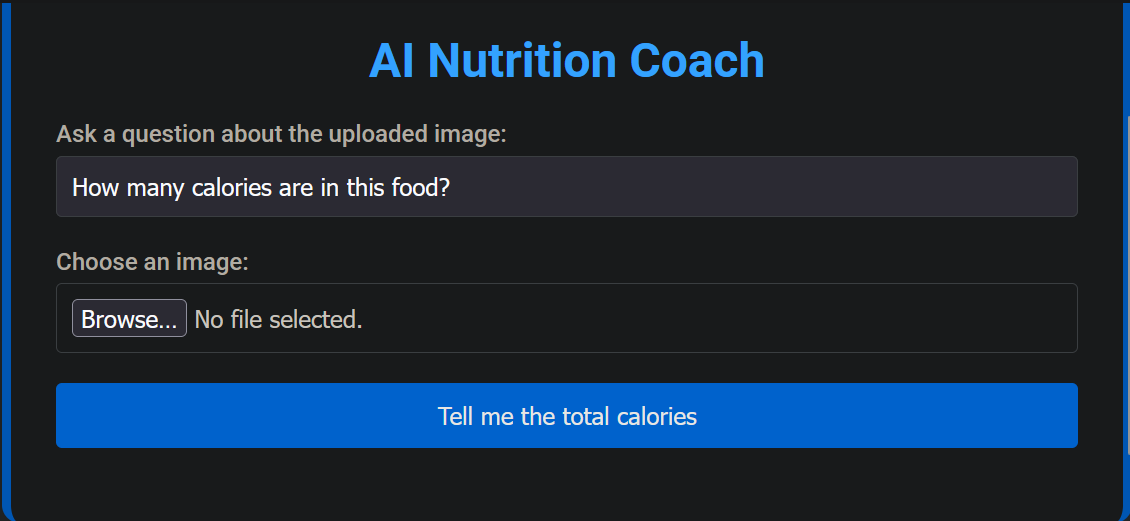 AI Nutrition Coach
Ask a question about the uploaded image:
How many calories are in this food?
Choose an image:
Browse... No file selected.
Tell me the total calories